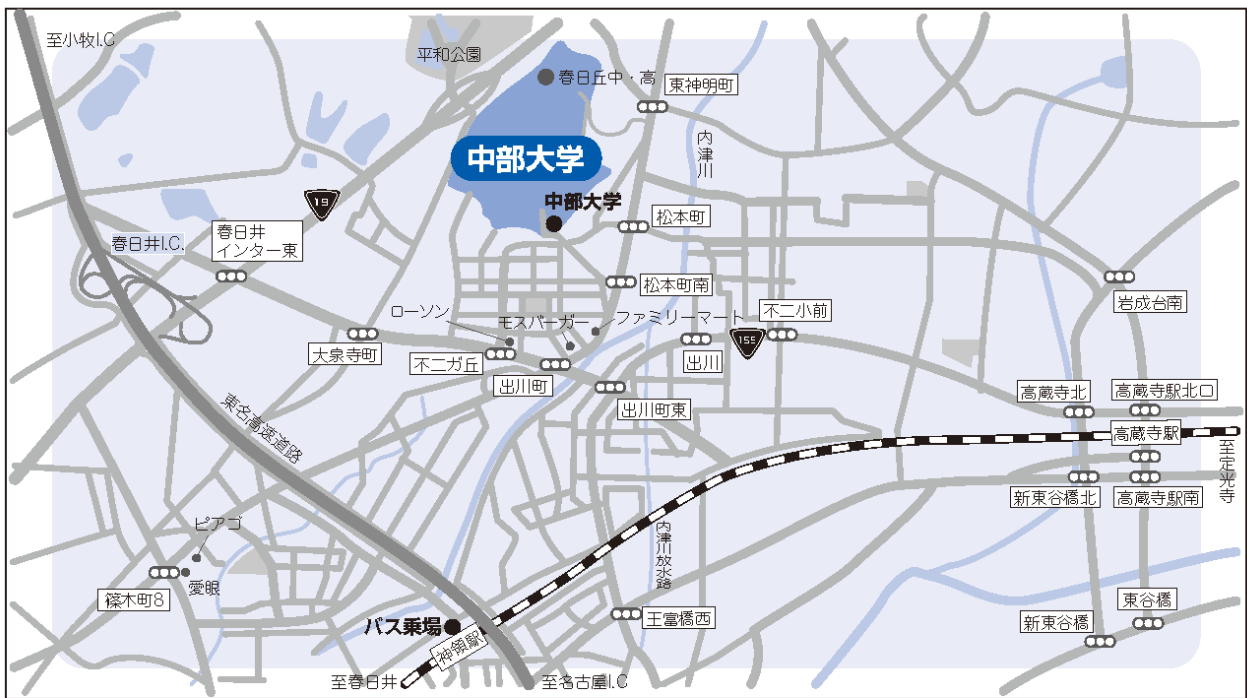 至小牧I.C
平和公園
春日丘中・高
東神明町
内津川
中部大学
19
中部大学
松本町
春日井
インター東
春日井I.C.
松本町南
岩成台南
ローソン
モスバーガー
ファミリーマート
不二小前
155
大泉寺町
不二ガ丘
出川町
出川
出川町東
高蔵寺北
高蔵寺駅北口
東名高速道路
高蔵寺駅
至定光寺
新東谷橋北
高蔵寺駅南
ピアゴ
愛眼
篠木町8
内津川放水路
王富橋西
東谷橋
新東谷橋
バス乗場
神領駅
至春日井
至名古屋I.C